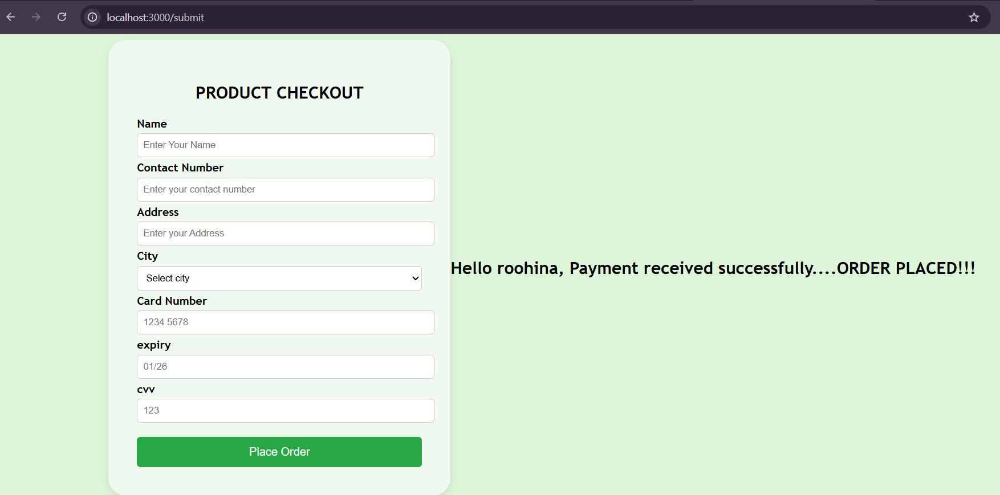 localhost:3000/submit
PRODUCT CHECKOUT
Name
Enter Your Name
Contact Number
Enter your contact number
Address
Enter your Address
City
Select city
Card Number
1234 5678
expiry
01/26
cvv
123
Place Order
Hello roohina, Payment received successfully....ORDER PLACED!!!